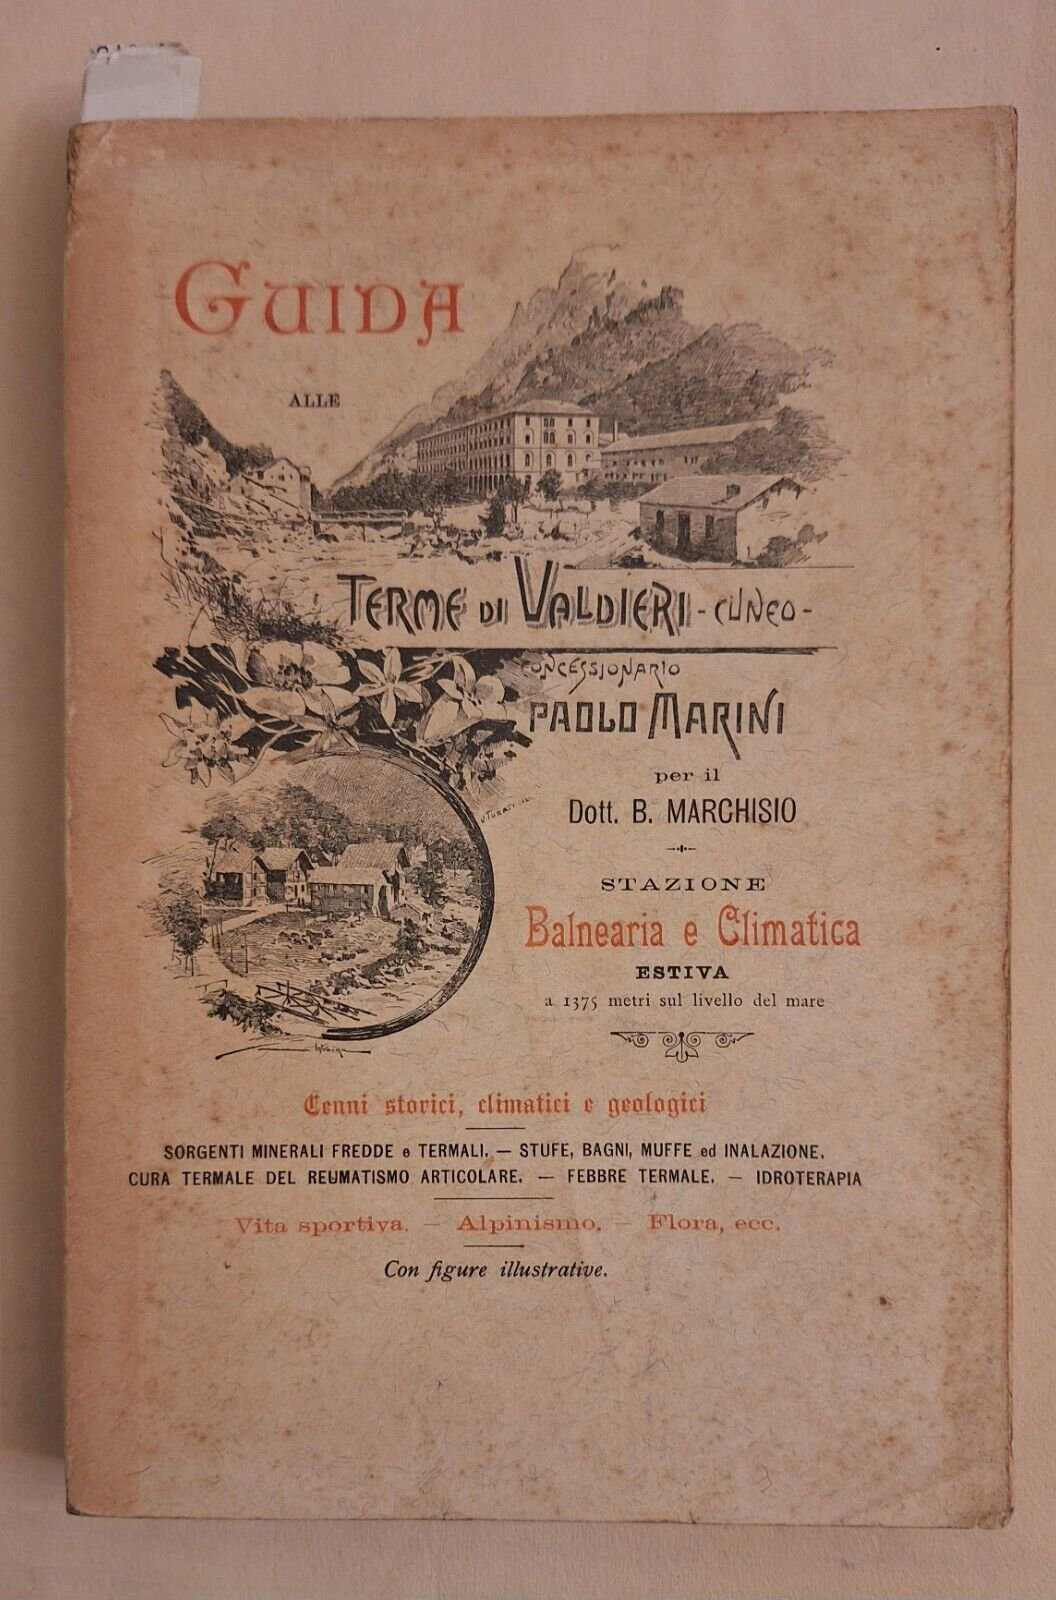 GUIDA
ALLE
TERME DI VALDIERI - CUNEO -
CONCESSIONARIO
PAOLO MARINI
per il
Dott. B. MARCHISIO
STAZIONE
Balnearia e Climatica
ESTIVA
a 1375 metri sul livello del mare
Cenni storici, climatici e geologici
SORGENTI MINERALI FREDDE e TERMALI. — STUFE, BAGNI, MUFFE ed INALAZIONE.
CURA TERMALE DEL REUMATISMO ARTICOLARE. — FEBBRE TERMALE. — IDROTERAPIA
Vita sportiva. — Alpinismo. — Flora, ecc.
Con figure illustrative.